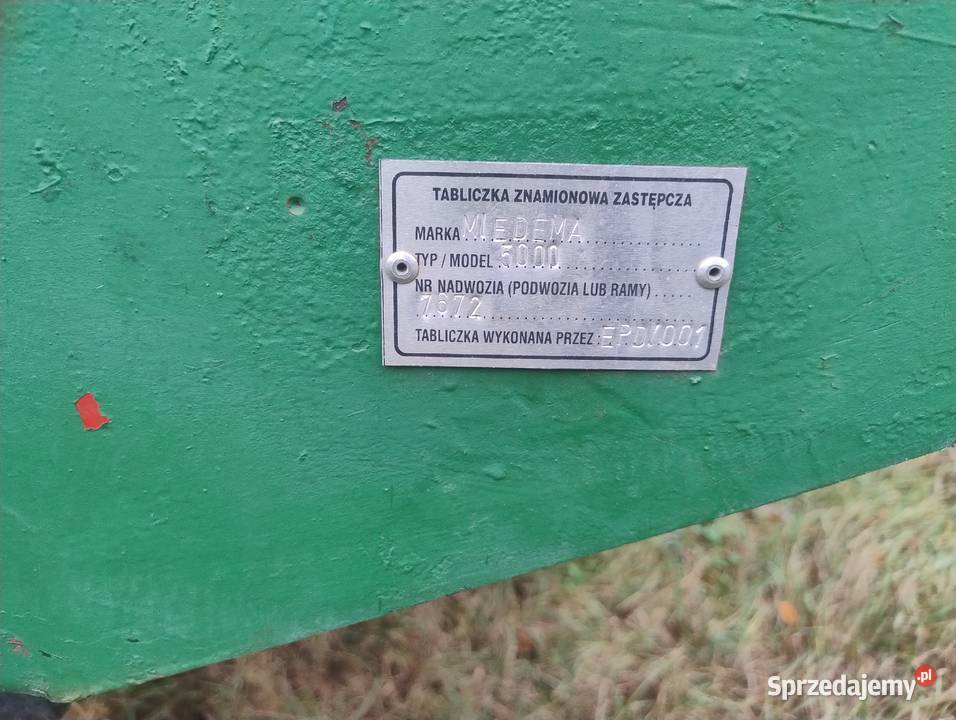 TABLICZKA ZNAMIONOWA ZASTĘPCZA
MARKA MIEDEMA
TYP / MODEL 5000
NR NADWOZIA (PODWOZIA LUB RAMY)
7672
TABLICZKA WYKONANA PRZEZ: EPD/001
Sprzedajemy.pl